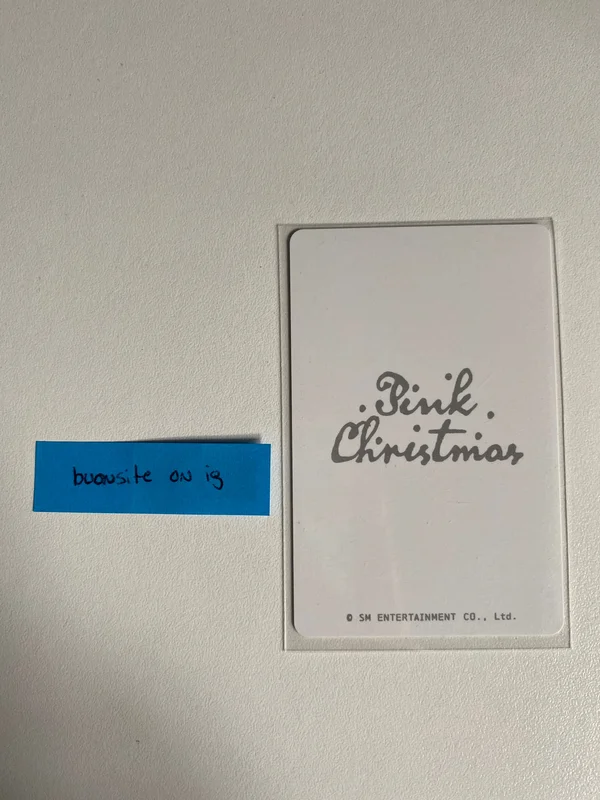 buonsite on ig
. Pink .
Christmas
© SM ENTERTAINMENT CO., Ltd.